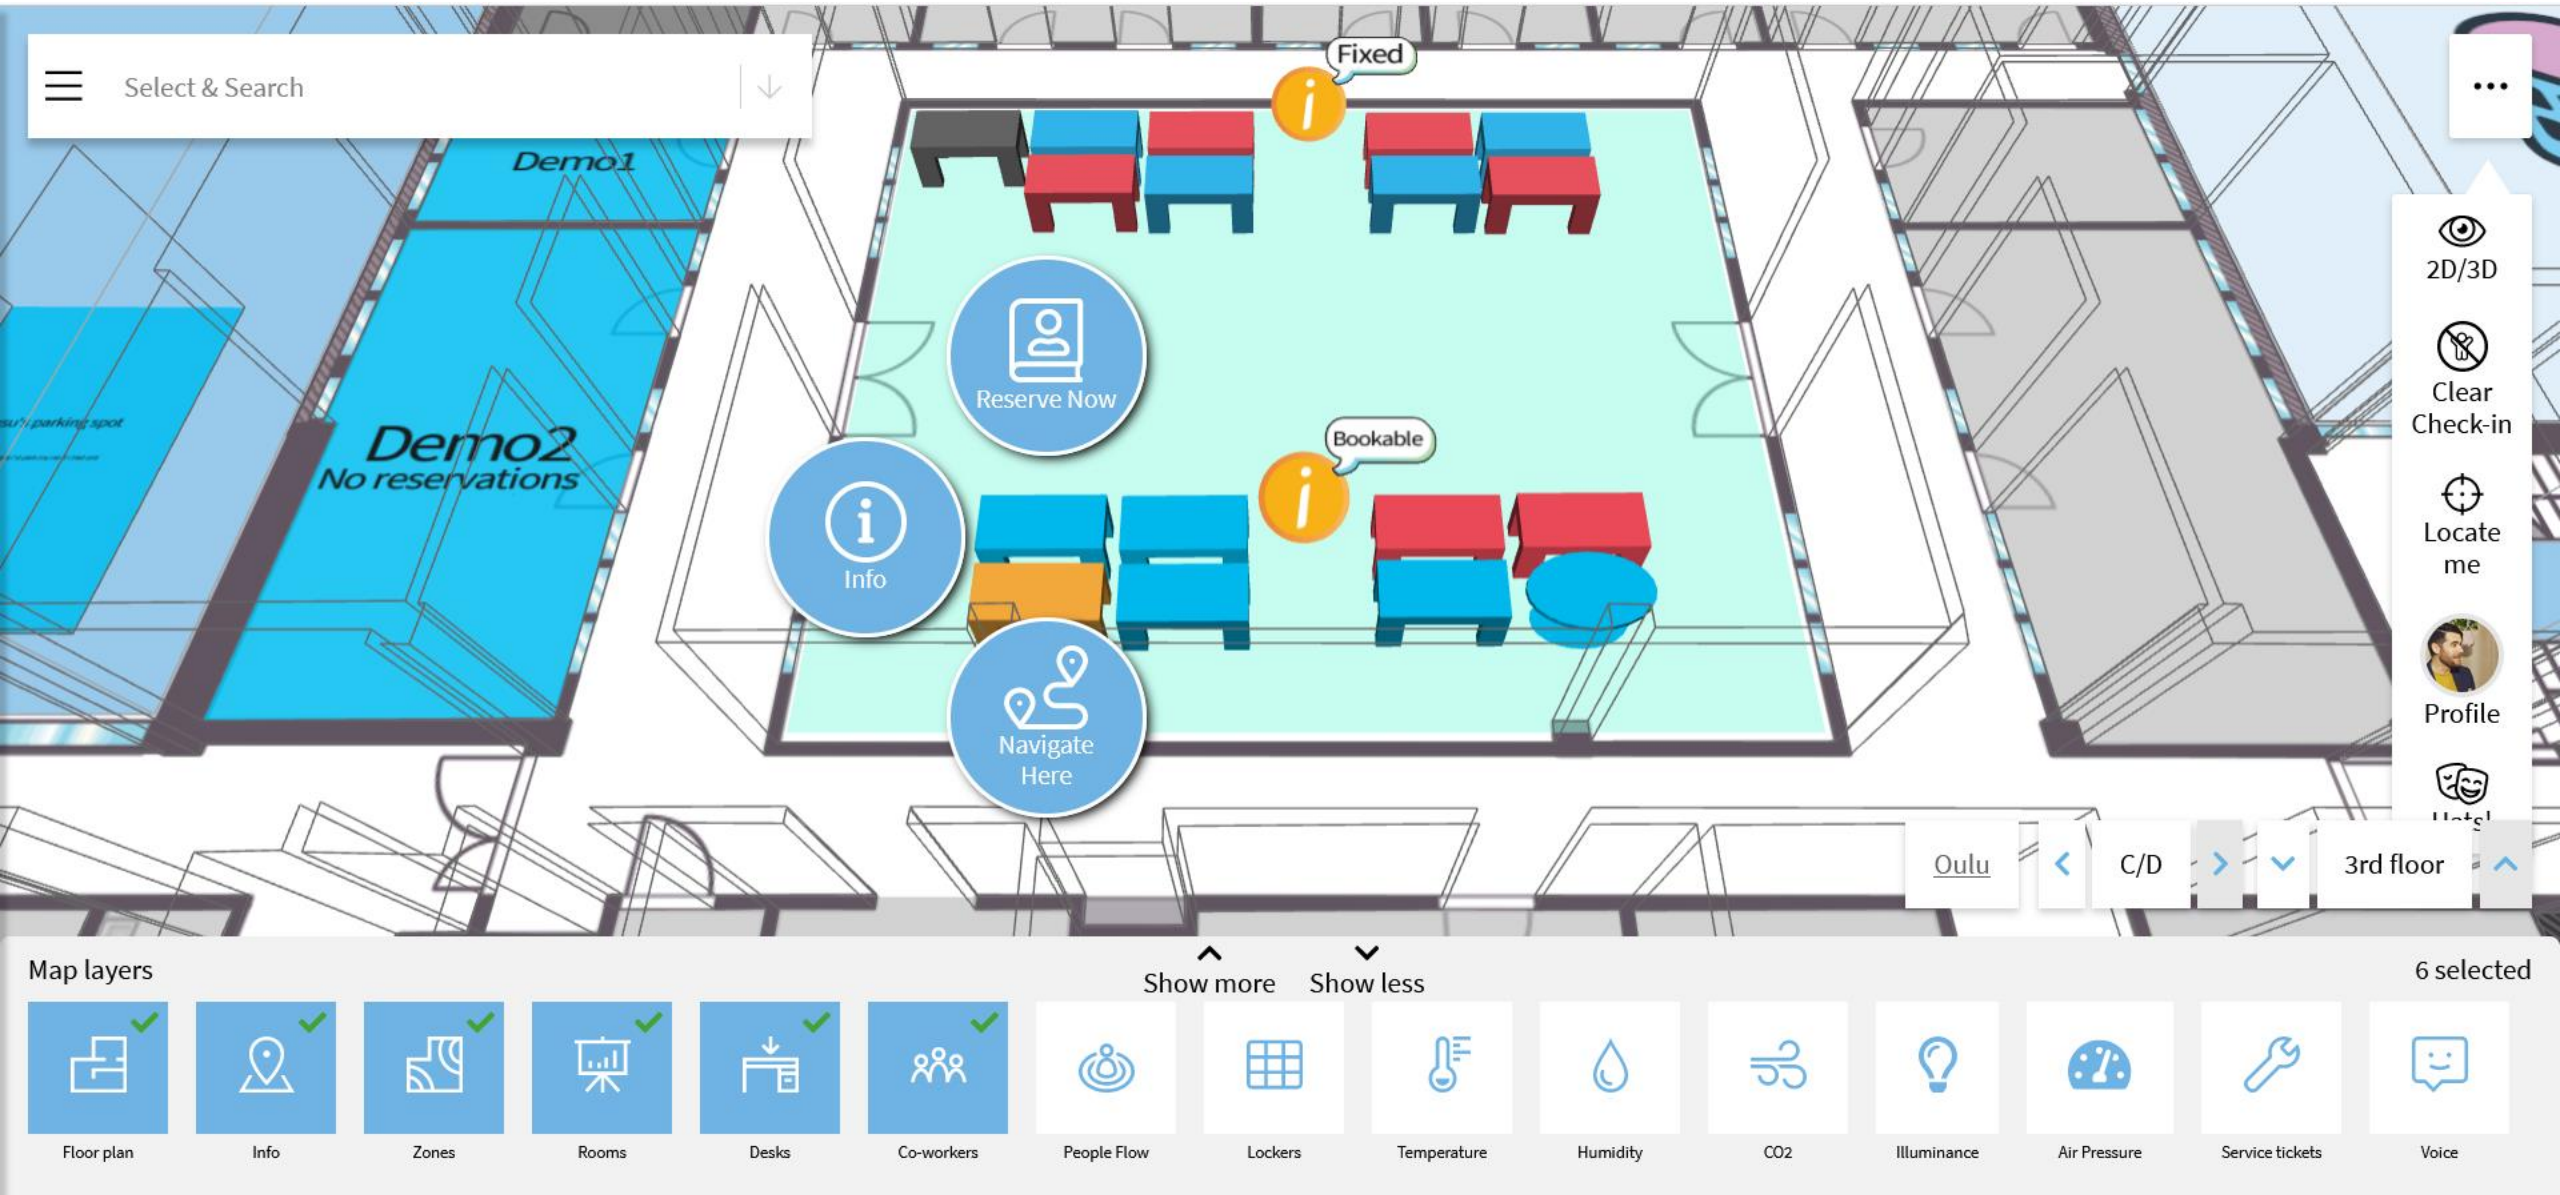 Select & Search
Fixed
Demo1
2D/3D
Reserve Now
Clear
Check-in
parking spot
Demo2
No reservations
Bookable
Info
Locate
me
Profile
Navigate
Here
Oulu
C/D
3rd floor
Map layers
Show more
Show less
6 selected
Floor plan
Info
Zones
Rooms
Desks
Co-workers
People Flow
Lockers
Temperature
Humidity
CO2
Illuminance
Air Pressure
Service tickets
Voice